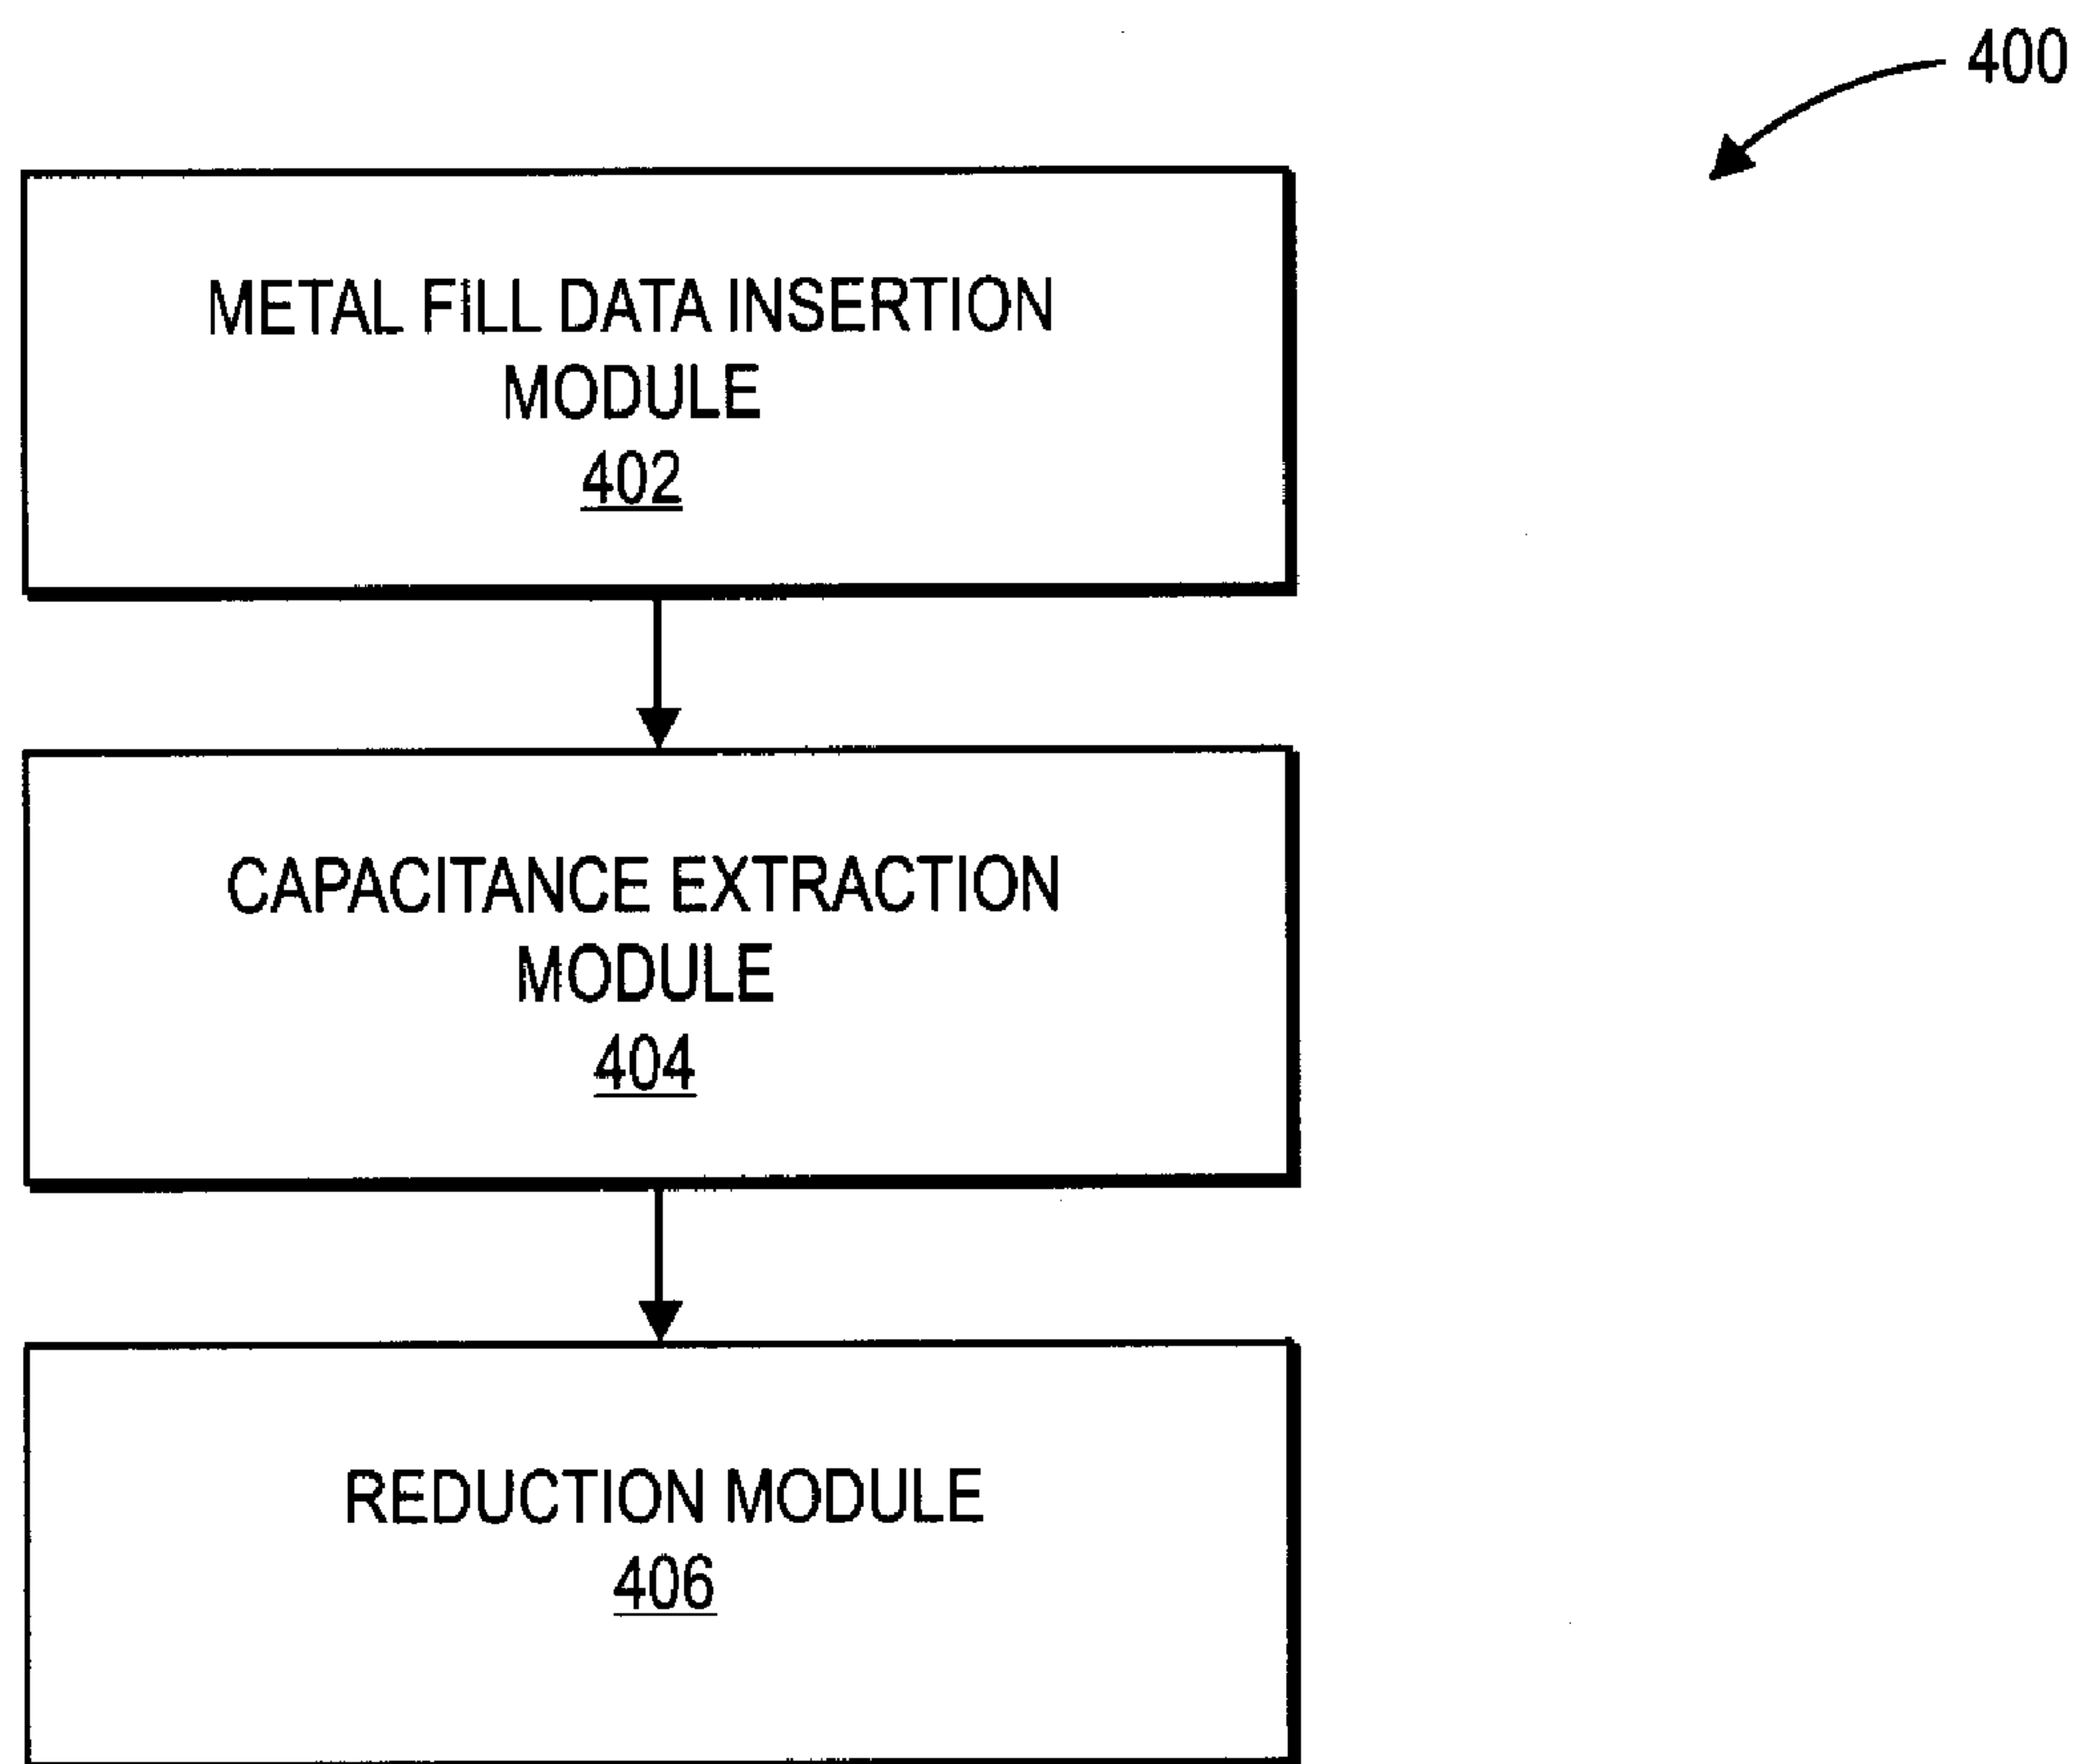 400
METAL FILL DATA INSERTION
MODULE
402
CAPACITANCE EXTRACTION
MODULE
404
REDUCTION MODULE
406